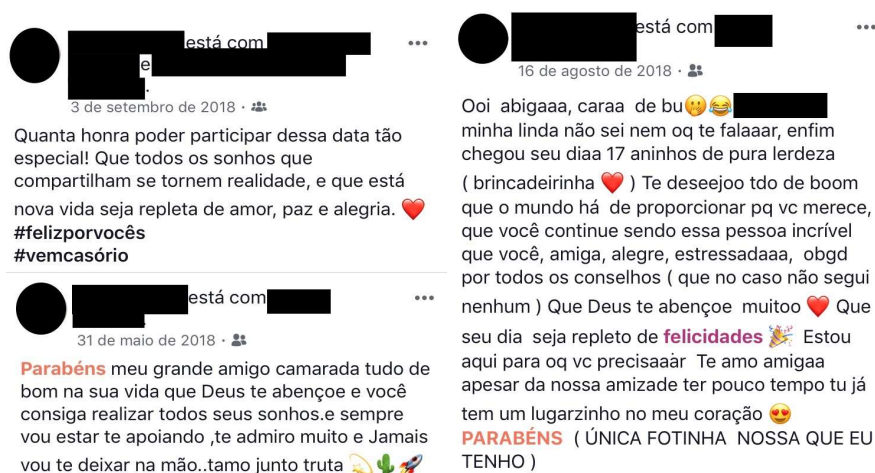 está com
e
.
3 de setembro de 2018 ·
Quanta honra poder participar dessa data tão
especial! Que todos os sonhos que
compartilham se tornem realidade, e que está
nova vida seja repleta de amor, paz e alegria. ❤️
#felizporvocês
#vemcasório
está com
.
31 de maio de 2018 ·
Parabéns meu grande amigo camarada tudo de
bom na sua vida que Deus te abençoe e você
consiga realizar todos seus sonhos.e sempre
vou estar te apoiando ,te admiro muito e Jamais
vou te deixar na mão..tamo junto truta 💫🌵🚀
está com
16 de agosto de 2018 ·
Ooi abigaaa, caraa de bu🤭😂
minha linda não sei nem oq te falaaar, enfim
chegou seu diaa 17 aninhos de pura lerdeza
( brincadeirinha ❤️ ) Te deseejoo tdo de boom
que o mundo há de proporcionar pq vc merece,
que você continue sendo essa pessoa incrível
que você, amiga, alegre, estressadaaa, obgd
por todos os conselhos ( que no caso não segui
nenhum ) Que Deus te abençoe muitoo ❤️ Que
seu dia seja repleto de felicidades 🎉 Estou
aqui para oq vc precisaaar Te amo amigaa
apesar da nossa amizade ter pouco tempo tu já
tem um lugarzinho no meu coração 😍
PARABÉNS ( ÚNICA FOTINHA NOSSA QUE EU
TENHO )